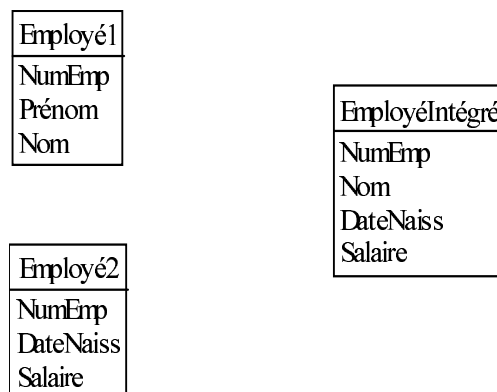 Employé1
NumEmp
Prénom
Nom
Employé2
NumEmp
DateNaiss
Salaire
EmployéIntégré
NumEmp
Nom
DateNaiss
Salaire